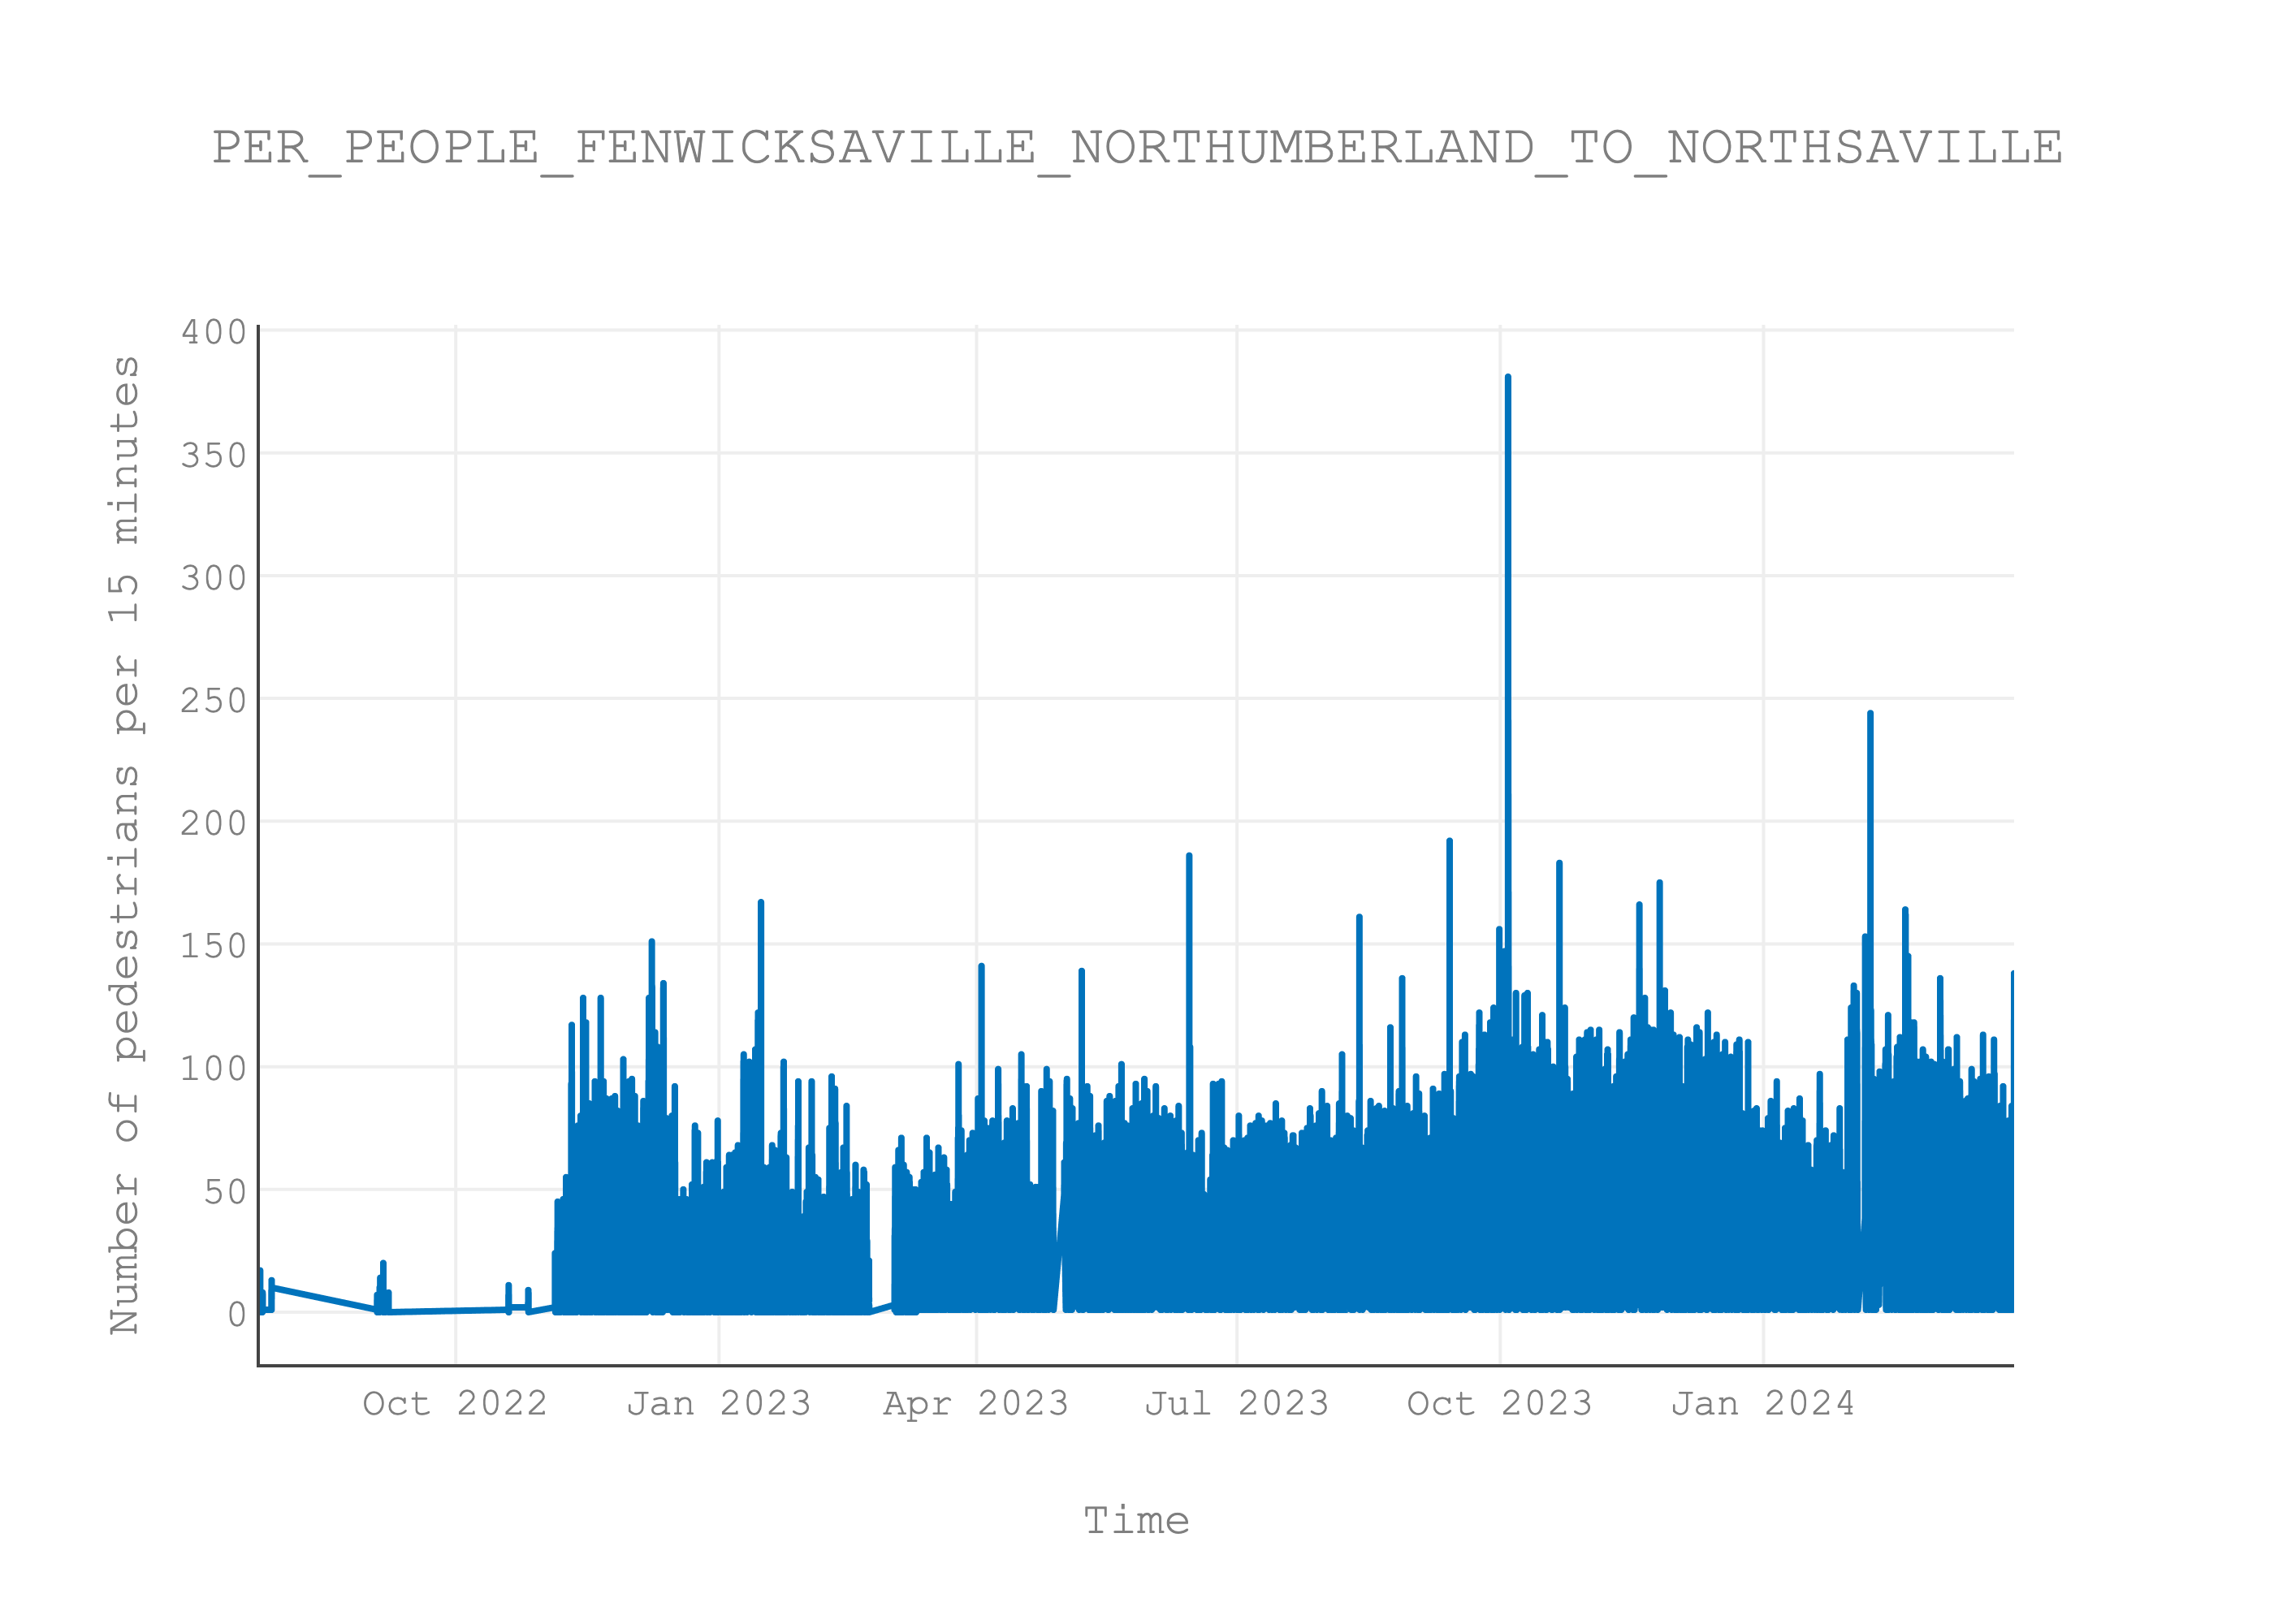 PER_PEOPLE_FENWICKSAVILLE_NORTHUMBERLAND_TO_NORTHSAVILLE
Number of pedestrians per 15 minutes
400
350
300
250
200
150
100
50
0
Oct 2022
Jan 2023
Apr 2023
Jul 2023
Oct 2023
Jan 2024
Time